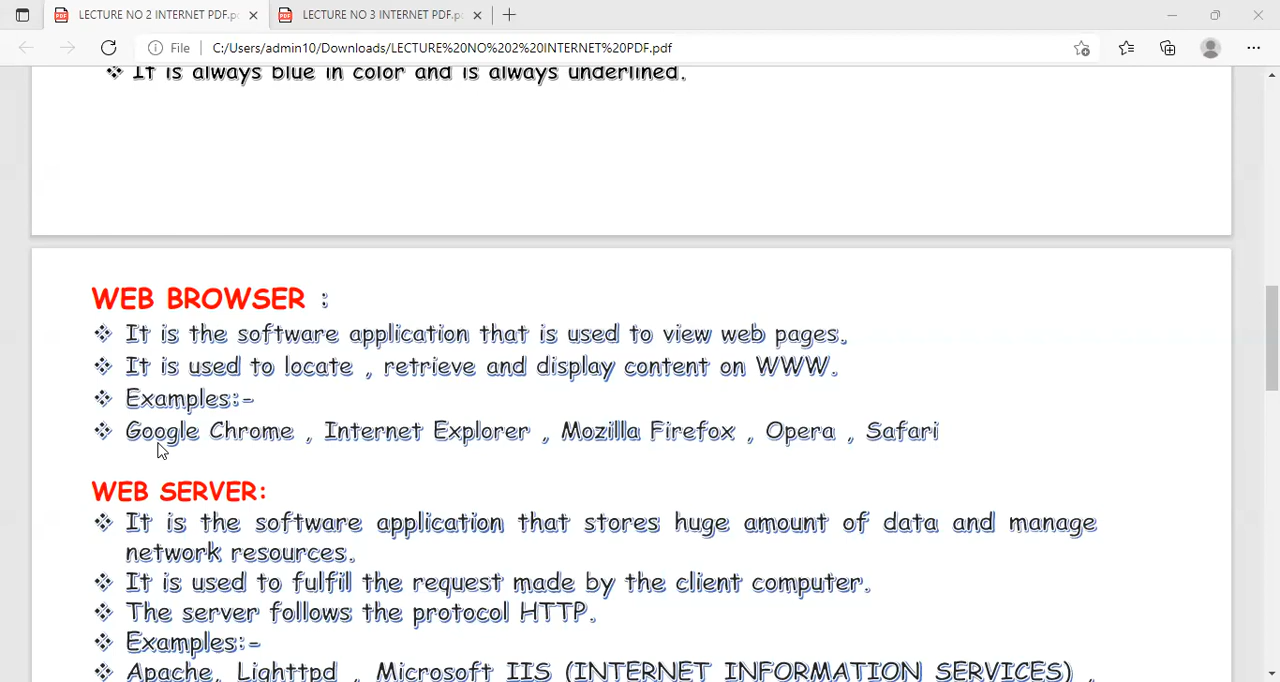 LECTURE NO 2 INTERNET PDF.p
LECTURE NO 3 INTERNET PDF.p
File
C:/Users/admin10/Downloads/LECTURE%20NO%202%20INTERNET%20PDF.pdf
❖ It is always blue in color and is always underlined.
WEB BROWSER :
❖ It is the software application that is used to view web pages.
❖ It is used to locate , retrieve and display content on WWW.
❖ Examples:-
❖ Google Chrome , Internet Explorer , Mozilla Firefox , Opera , Safari
WEB SERVER:
❖ It is the software application that stores huge amount of data and manage
network resources.
❖ It is used to fulfil the request made by the client computer.
❖ The server follows the protocol HTTP.
❖ Examples:-
❖ Apache, Lighttpd , Microsoft IIS (INTERNET INFORMATION SERVICES) ,